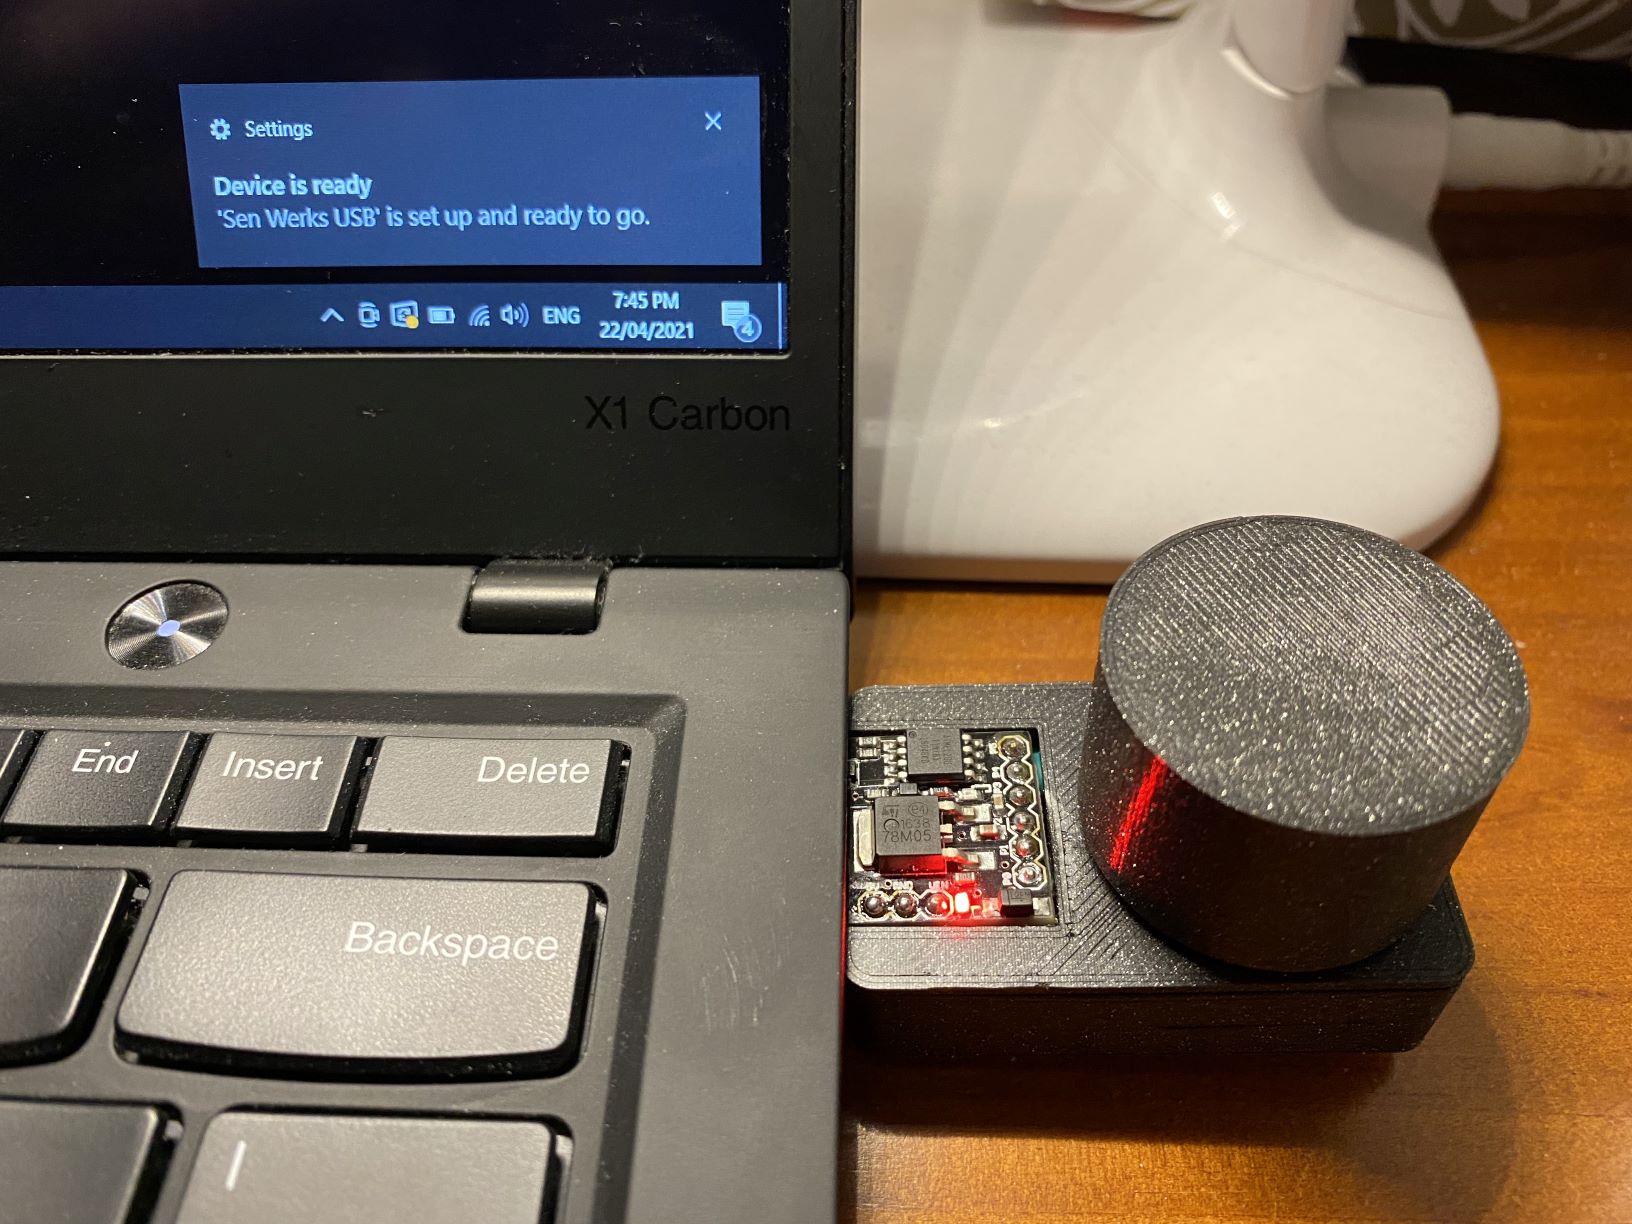 Settings
Device is ready
'Sen Werks USB' is set up and ready to go.
ENG
7:45 PM
22/04/2021
4
X1 Carbon
End
Insert
Delete
Backspace
1638
78M05